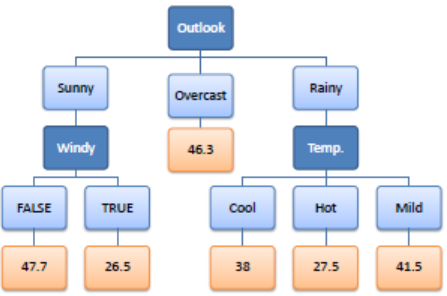 Outlook
Sunny
Overcast
Rainy
Windy
46.3
Temp.
FALSE
TRUE
Cool
Hot
Mild
47.7
26.5
38
27.5
41.5